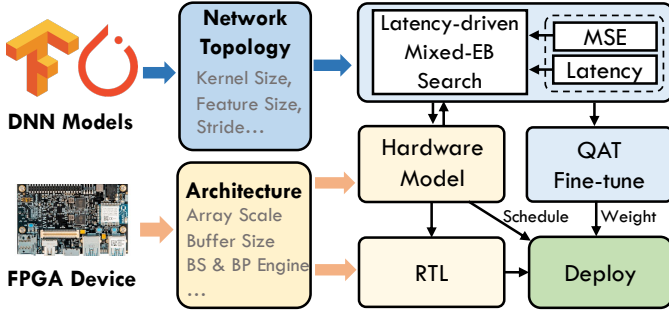 DNN Models
Network
Topology
Kernel Size,
Feature Size,
Stride...
Latency-driven
Mixed-EB
Search
MSE
Latency
FPGA Device
Architecture
Array Scale
Buffer Size
BS & BP Engine
...
Hardware
Model
QAT
Fine-tune
Schedule
Weight
RTL
Deploy